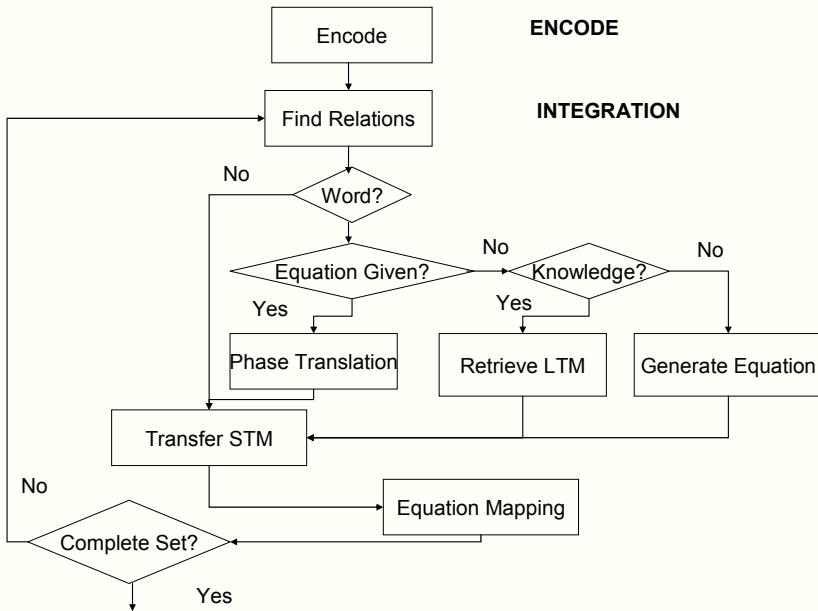 Encode
ENCODE
Find Relations
INTEGRATION
No
Word?
Equation Given?
No
Knowledge?
No
Yes
Yes
Phase Translation
Retrieve LTM
Generate Equation
Transfer STM
No
Equation Mapping
Complete Set?
Yes